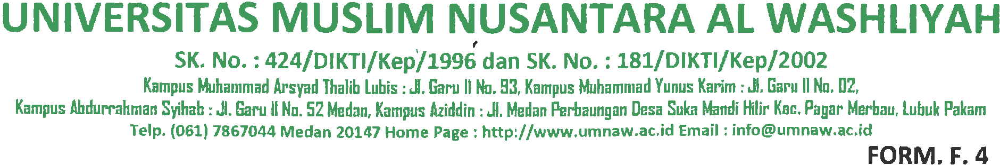 UNIVERSITAS MUSLIM NUSANTARA AL WASHLIYAH
SK. No. : 424/DIKTI/Kep/1996 dan SK. No. : 181/DIKTI/Kep/2002
Kampus Muhammad Arsyad Thalib Lubis : Jl. Garu II No. 93, Kampus Muhammad Yunus Karim : Jl. Garu II No. 02,
Kampus Abdurrahman Syihab : Jl. Garu II No. 52 Medan, Kampus Aziddin : Jl. Medan Perbaungan Desa Suka Mandi Hilir Kec. Pagar Merbau, Lubuk Pakam
Telp. (061) 7867044 Medan 20147 Home Page : http://www.umnaw.ac.id Email : info@umnaw.ac.id
FORM. F. 4